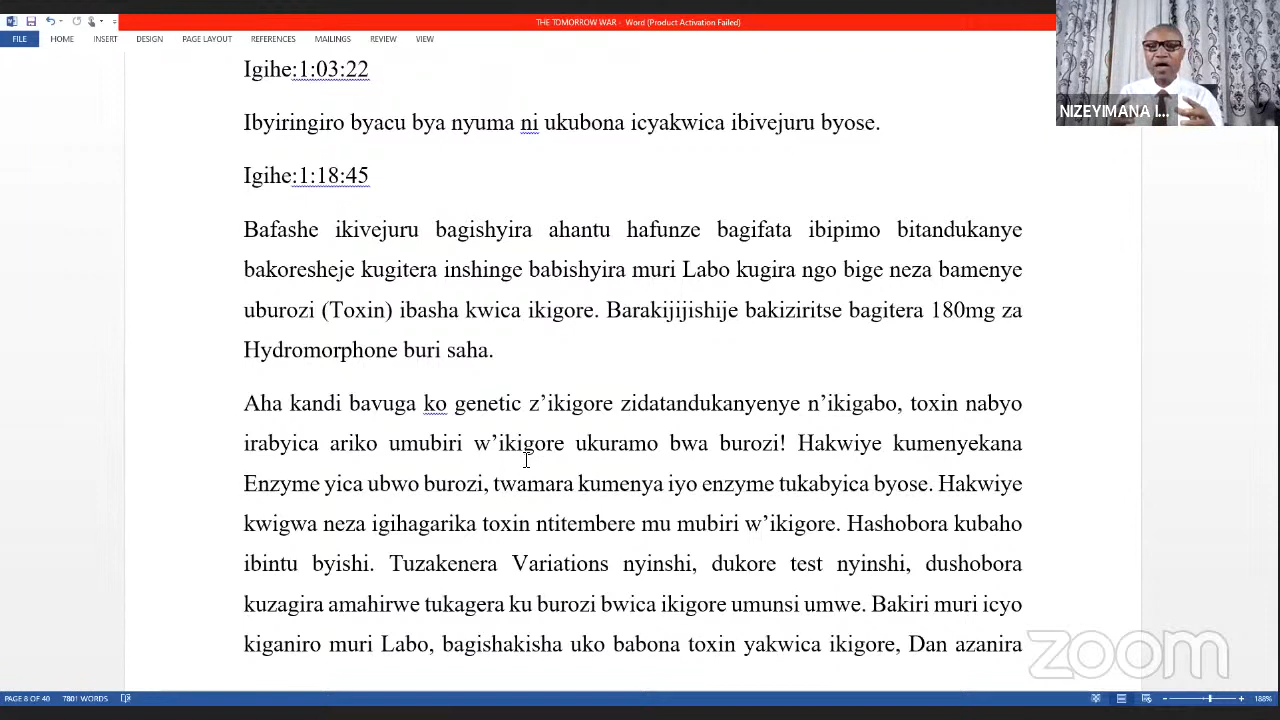 THE TOMORROW WAR - Word (Product Activation Failed)
FILE HOME INSERT DESIGN PAGE LAYOUT REFERENCES MAILINGS REVIEW VIEW
NIZEYIMANA I...
Igihe:1:03:22
Ibyiringiro byacu bya nyuma ni ukubona icyakwica ibivejuru byose.
Igihe:1:18:45
Bafashe ikivejuru bagishyira ahantu hafunze bagifata ibipimo bitandukanye
bakoresheje kugitera inshinge babishyira muri Labo kugira ngo bige neza bamenye
uburozi (Toxin) ibasha kwica ikigore. Barakijijishije bakiziritse bagitera 180mg za
Hydromorphone buri saha.
Aha kandi bavuga ko genetic z’ikigore zidatandukanyenye n’ikigabo, toxin nabyo
irabyica ariko umubiri w’ikigore ukuramo bwa burozi! Hakwiye kumenyekana
Enzyme yica ubwo burozi, twamara kumenya iyo enzyme tukabyica byose. Hakwiye
kwigwa neza igihagarika toxin ntitembere mu mubiri w’ikigore. Hashobora kubaho
ibintu byishi. Tuzakenera Variations nyinshi, dukore test nyinshi, dushobora
kuzagira amahirwe tukagera ku burozi bwica ikigore umunsi umwe. Bakiri muri icyo
kiganiro muri Labo, bagishakisha uko babona toxin yakwica ikigore, Dan azanira
zoom
PAGE 8 OF 40 7801 WORDS 188%